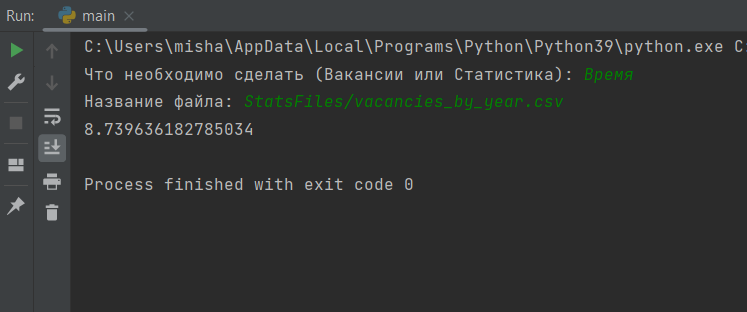 Run: main
C:\Users\misha\AppData\Local\Programs\Python\Python39\python.exe C:
Что необходимо сделать (Вакансии или Статистика): Время
Название файла: StatsFiles/vacancies_by_year.csv
8.739636182785034
Process finished with exit code 0